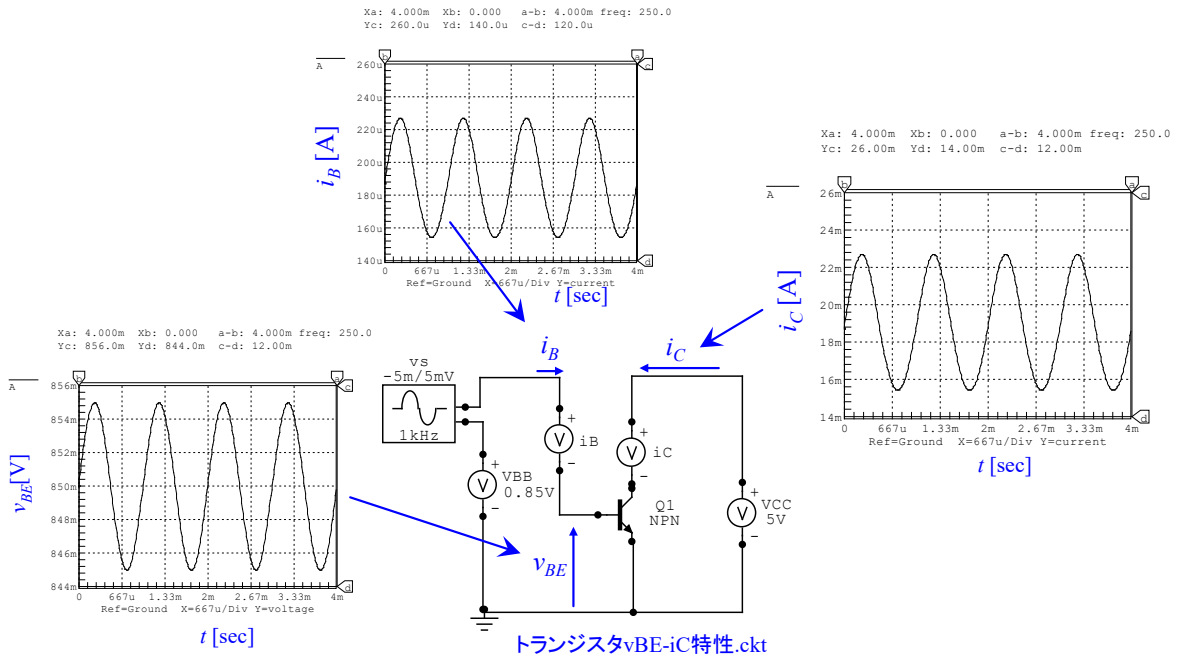 Xa: 4.000m Xb: 0.000 a-b: 4.000m freq: 250.0
Yc: 260.0u Yd: 140.0u c-d: 120.0u
A
b
a
c
d
260u
240u
220u
200u
180u
160u
140u
i_B [A]
0 667u 1.33m 2m 2.67m 3.33m 4m
Ref=Ground X=667u/Div Y=current
t [sec]
Xa: 4.000m Xb: 0.000 a-b: 4.000m freq: 250.0
Yc: 26.00m Yd: 14.00m c-d: 12.00m
A
b
a
c
d
26m
24m
22m
20m
18m
16m
14m
i_C [A]
0 667u 1.33m 2m 2.67m 3.33m 4m
Ref=Ground X=667u/Div Y=current
t [sec]
Xa: 4.000m Xb: 0.000 a-b: 4.000m freq: 250.0
Yc: 856.0m Yd: 844.0m c-d: 12.00m
A
b
a
c
d
856m
854m
852m
850m
848m
846m
844m
v_BE[V]
0 667u 1.33m 2m 2.67m 3.33m 4m
Ref=Ground X=667u/Div Y=voltage
t [sec]
vs
-5m/5mV
1kHz
i_B
i_C
+
V
iB
-
+
V
iC
-
+
V
VBB
0.85V
-
Q1
NPN
+
V
VCC
5V
-
v_BE
トランジスタvBE-iC特性.ckt